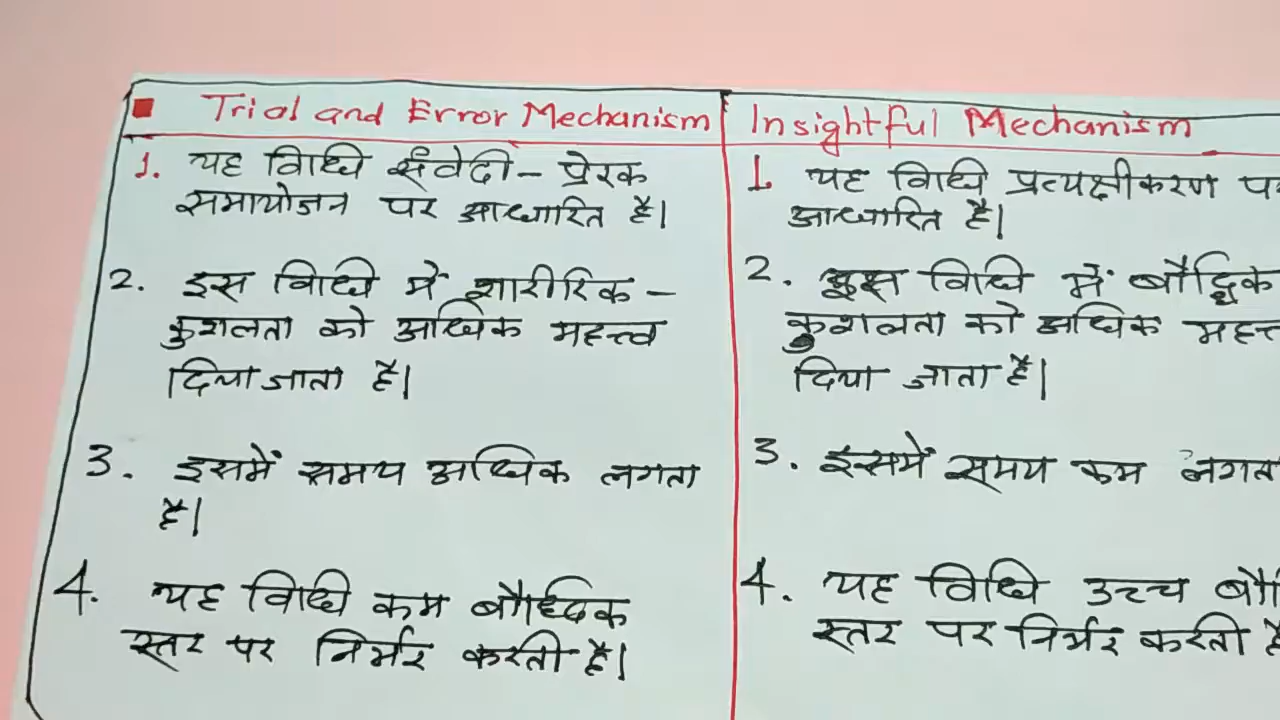 Trial and Error Mechanism
1. यह विधि संवेदी - प्रेरक
समायोजन पर आधारित है।
2. इस विधि में शारीरिक -
कुशलता को अधिक महत्त्व
दिया जाता है।
3. इसमें समय अधिक लगता
है।
4. यह विधि कम बौध्दिक
स्तर पर निर्भर करती है।
Insightful Mechanism
1. यह विधि प्रत्यक्षीकरण
आधारित है।
2. इस विधि में बौद्धिक
कुशलता को अधिक
दिया जाता है।
3. इसमें समय कम
4. यह विधि उच्च
स्तर पर निर्भर करती